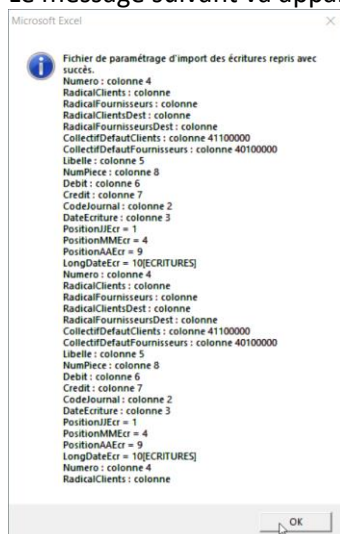 Le message suivant va appa
Microsoft Excel
Fichier de paramétrage d'import des écritures repris avec
succès.
Numero : colonne 4
RadicalClients : colonne
RadicalFournisseurs : colonne
RadicalClientsDest : colonne
RadicalFournisseursDest : colonne
CollectifDefautClients : colonne 41100000
CollectifDefautFournisseurs : colonne 40100000
Libelle : colonne 5
NumPiece : colonne 8
Debit : colonne 6
Credit : colonne 7
CodeJournal : colonne 2
DateEcriture : colonne 3
PositionJJEcr = 1
PositionMMEcr = 4
PositionAAEcr = 9
LongDateEcr = 10[ECRITURES]
Numero : colonne 4
RadicalClients : colonne
RadicalFournisseurs : colonne
RadicalClientsDest : colonne
RadicalFournisseursDest : colonne
CollectifDefautClients : colonne 41100000
CollectifDefautFournisseurs : colonne 40100000
Libelle : colonne 5
NumPiece : colonne 8
Debit : colonne 6
Credit : colonne 7
CodeJournal : colonne 2
DateEcriture : colonne 3
PositionJJEcr = 1
PositionMMEcr = 4
PositionAAEcr = 9
LongDateEcr = 10[ECRITURES]
Numero : colonne 4
RadicalClients : colonne
OK